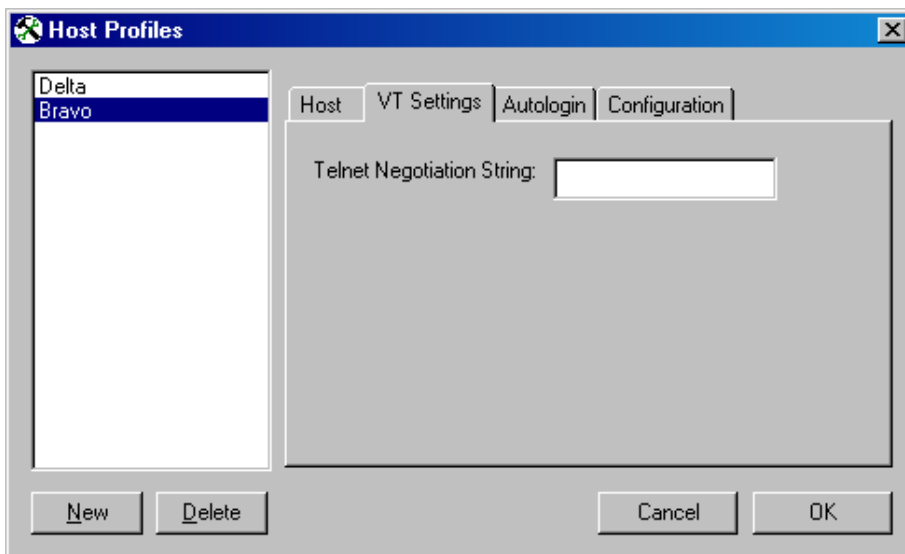 Host Profiles
Delta
Bravo
Host
VT Settings
Autologin
Configuration
Telnet Negotiation String:
New
Delete
Cancel
OK